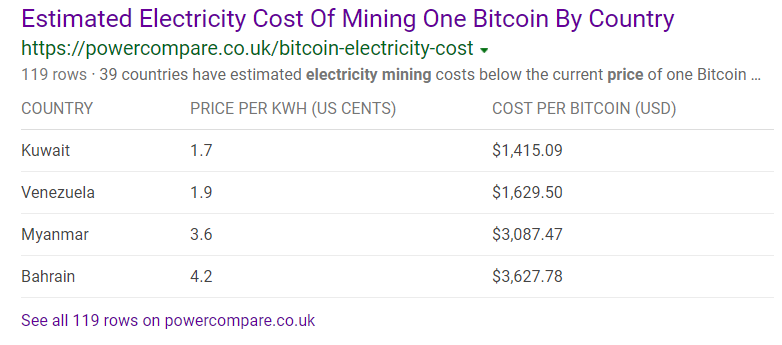 Estimated Electricity Cost Of Mining One Bitcoin By Country
https://powercompare.co.uk/bitcoin-electricity-cost
119 rows · 39 countries have estimated electricity mining costs below the current price of one Bitcoin ...
COUNTRY PRICE PER KWH (US CENTS) COST PER BITCOIN (USD)
Kuwait 1.7 $1,415.09
Venezuela 1.9 $1,629.50
Myanmar 3.6 $3,087.47
Bahrain 4.2 $3,627.78
See all 119 rows on powercompare.co.uk